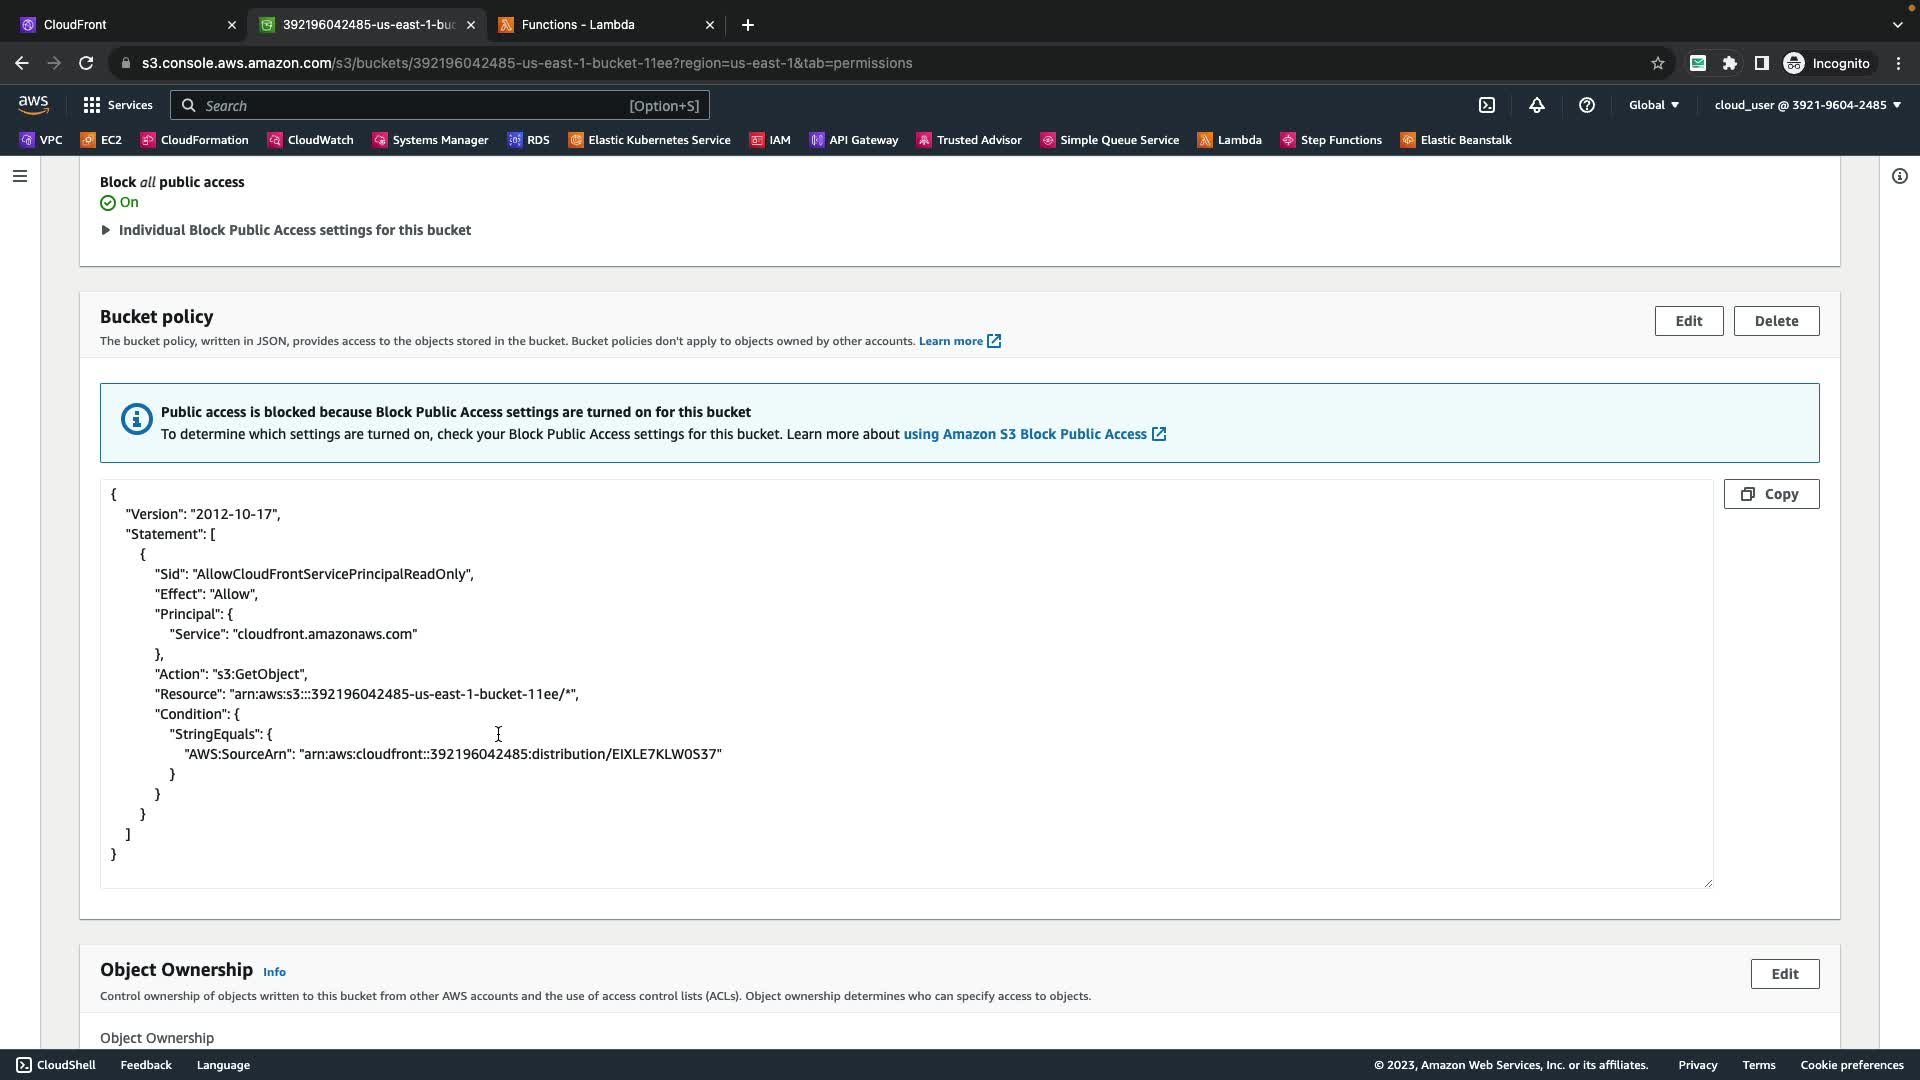 CloudFront
392196042485-us-east-1-buc
Functions - Lambda
s3.console.aws.amazon.com/s3/buckets/392196042485-us-east-1-bucket-11ee?region=us-east-1&tab=permissions
Incognito
aws
Services
Search
[Option+S]
Global
cloud_user @ 3921-9604-2485
VPC
EC2
CloudFormation
CloudWatch
Systems Manager
RDS
Elastic Kubernetes Service
IAM
API Gateway
Trusted Advisor
Simple Queue Service
Lambda
Step Functions
Elastic Beanstalk
Block all public access
On
Individual Block Public Access settings for this bucket
Bucket policy
Edit
Delete
The bucket policy, written in JSON, provides access to the objects stored in the bucket. Bucket policies don't apply to objects owned by other accounts. Learn more
Public access is blocked because Block Public Access settings are turned on for this bucket
To determine which settings are turned on, check your Block Public Access settings for this bucket. Learn more about using Amazon S3 Block Public Access
Copy
{
"Version": "2012-10-17",
"Statement": [
{
"Sid": "AllowCloudFrontServicePrincipalReadOnly",
"Effect": "Allow",
"Principal": {
"Service": "cloudfront.amazonaws.com"
},
"Action": "s3:GetObject",
"Resource": "arn:aws:s3:::392196042485-us-east-1-bucket-11ee/*",
"Condition": {
"StringEquals": {
"AWS:SourceArn": "arn:aws:cloudfront::392196042485:distribution/EIXLE7KLW0S37"
}
}
}
]
}
Object Ownership Info
Edit
Control ownership of objects written to this bucket from other AWS accounts and the use of access control lists (ACLs). Object ownership determines who can specify access to objects.
Object Ownership
CloudShell
Feedback
Language
© 2023, Amazon Web Services, Inc. or its affiliates.
Privacy
Terms
Cookie preferences